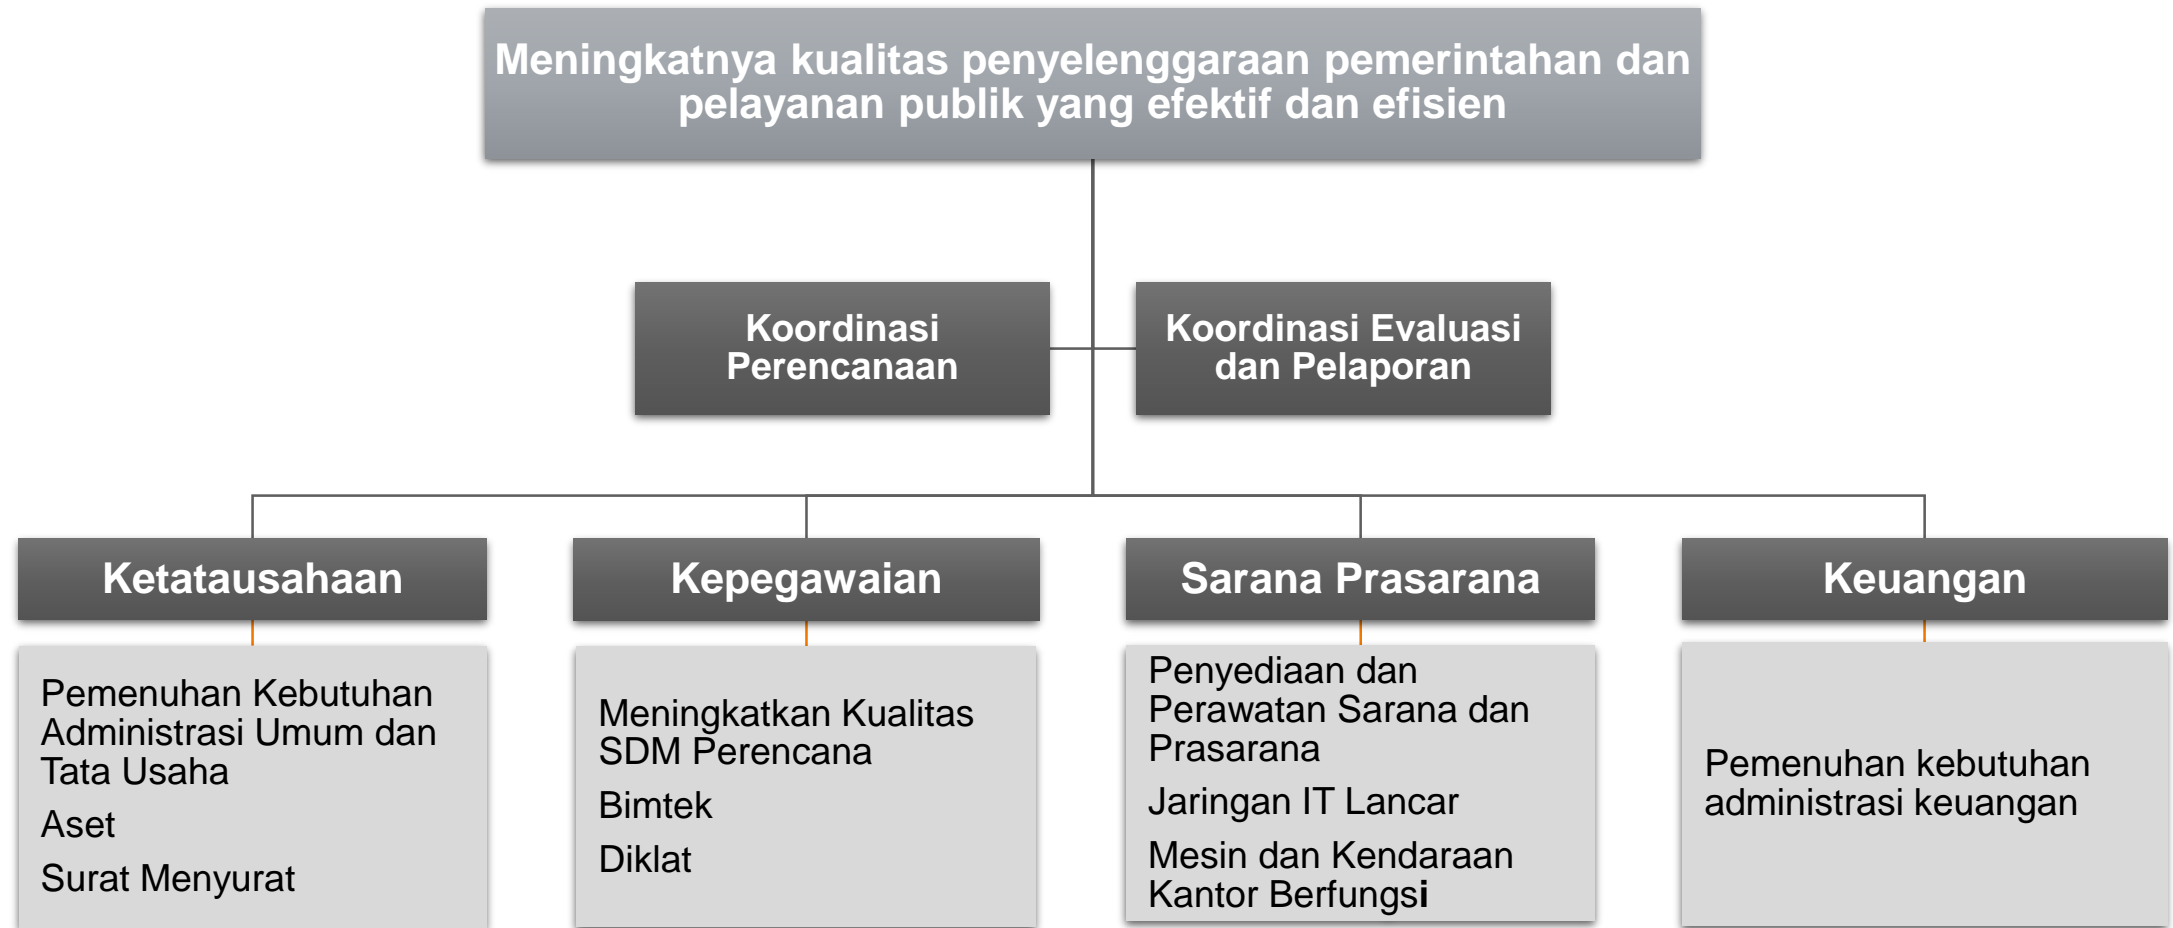 Meningkatnya kualitas penyelenggaraan pemerintahan dan
pelayanan publik yang efektif dan efisien
Koordinasi
Perencanaan
Koordinasi Evaluasi
dan Pelaporan
Ketatausahaan
Pemenuhan Kebutuhan
Administrasi Umum dan
Tata Usaha
Aset
Surat Menyurat
Kepegawaian
Meningkatkan Kualitas
SDM Perencana
Bimtek
Diklat
Sarana Prasarana
Penyediaan dan
Perawatan Sarana dan
Prasarana
Jaringan IT Lancar
Mesin dan Kendaraan
Kantor Berfungsi
Keuangan
Pemenuhan kebutuhan
administrasi keuangan